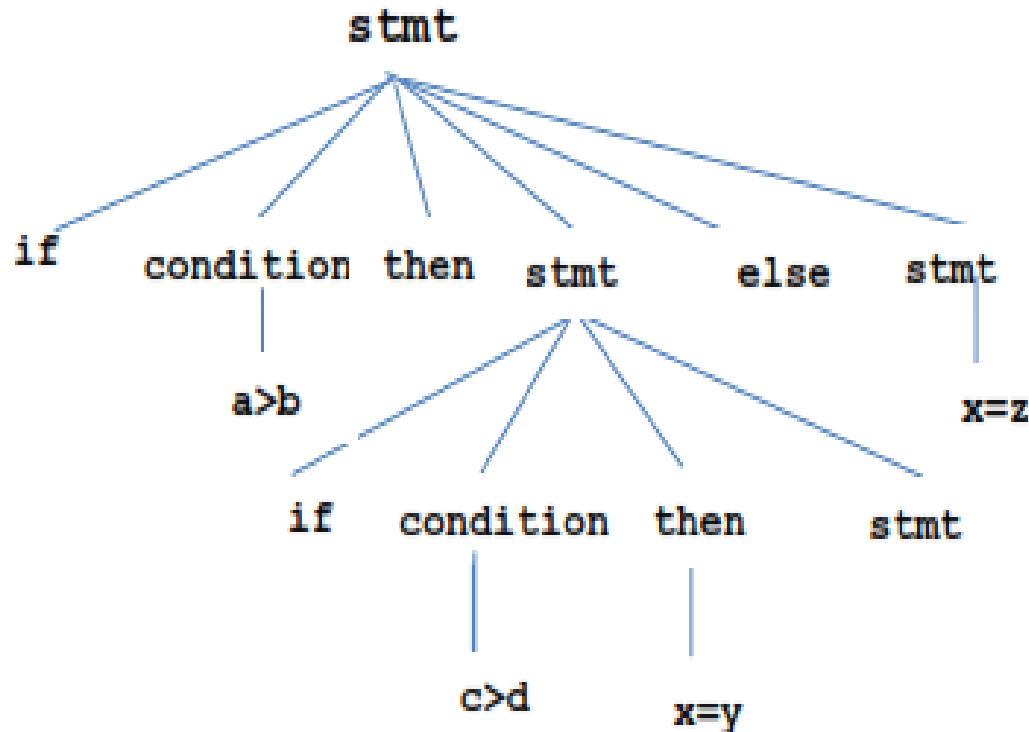 stmt
if condition then stmt else stmt
a>b x=z
if condition then stmt
c>d x=y